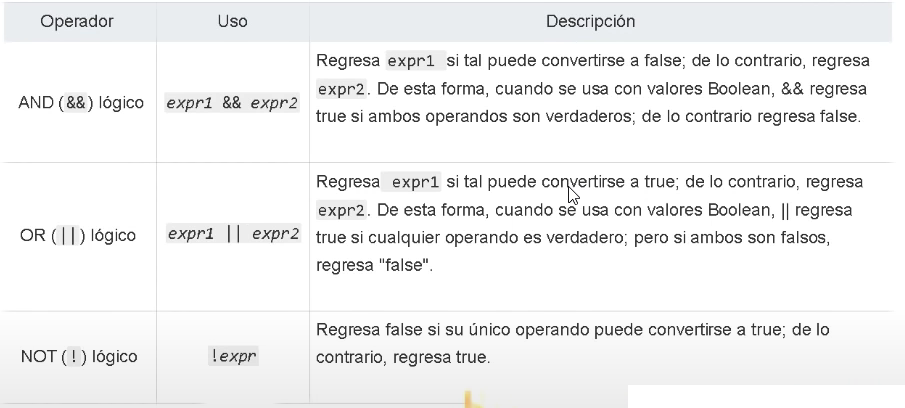 Operador Uso Descripción
Regresa expr1 si tal puede convertirse a false; de lo contrario, regresa
AND (&&) lógico expr1 && expr2 expr2. De esta forma, cuando se usa con valores Boolean, && regresa
true si ambos operandos son verdaderos; de lo contrario regresa false.
Regresa expr1 si tal puede convertirse a true; de lo contrario, regresa
expr2. De esta forma, cuando se usa con valores Boolean, || regresa
OR (||) lógico expr1 || expr2 true si cualquier operando es verdadero; pero si ambos son falsos,
regresa "false".
Regresa false si su único operando puede convertirse a true; de lo
NOT (!) lógico !expr contrario, regresa true.